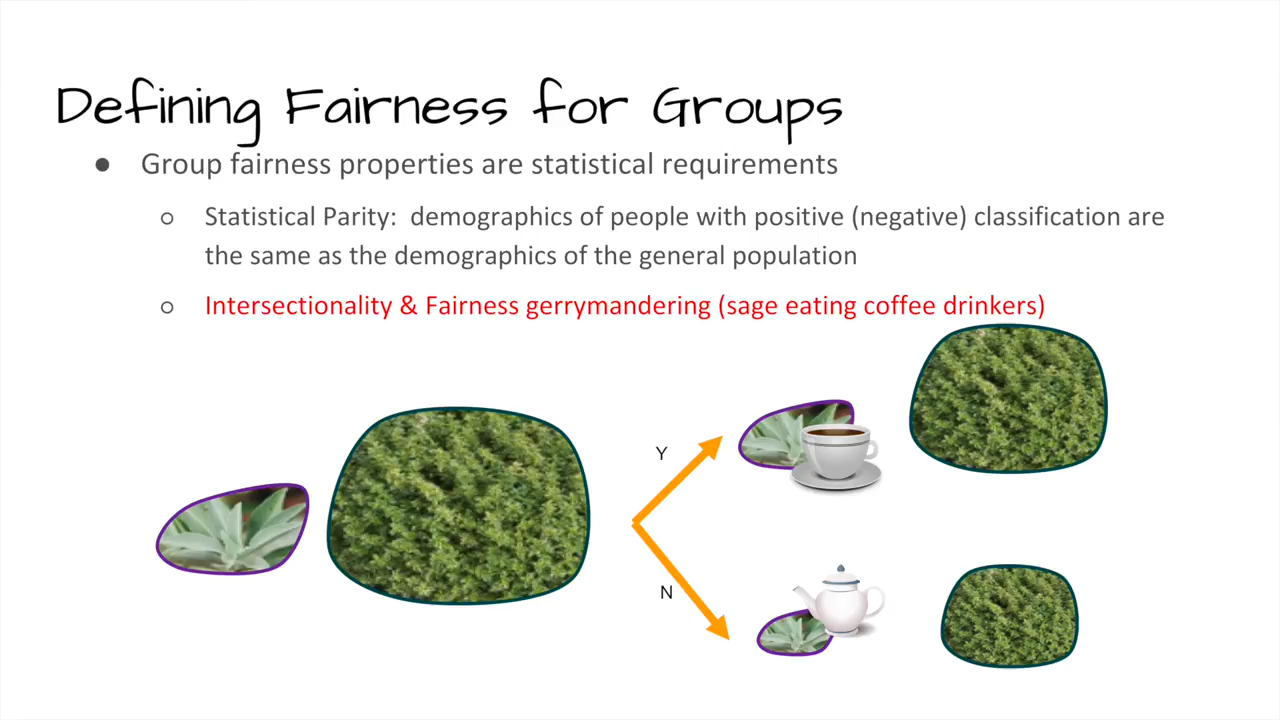 Defining Fairness for Groups
● Group fairness properties are statistical requirements
○ Statistical Parity: demographics of people with positive (negative) classification are
the same as the demographics of the general population
○ Intersectionality & Fairness gerrymandering (sage eating coffee drinkers)
Y
N